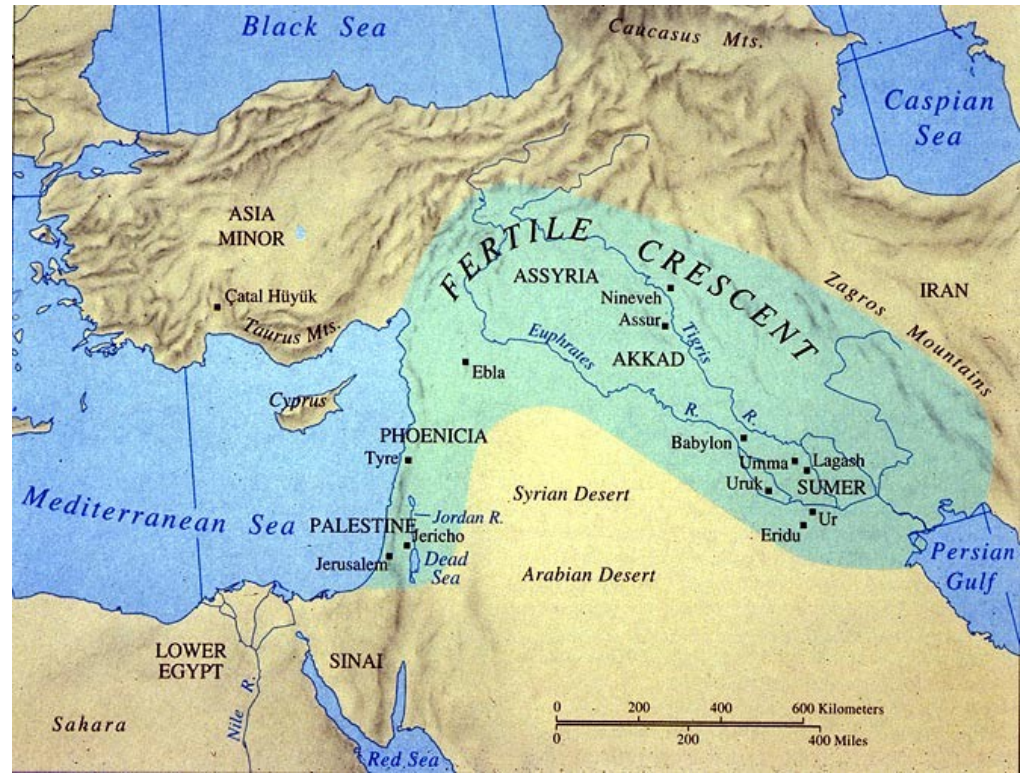 Black Sea
Caucasus Mts.
Caspian
Sea
ASIA
MINOR
FERTILE CRESCENT
ASSYRIA
Zagros Mountains
IRAN
Çatal Hüyük
Nineveh
Taurus Mts.
Assur
Tigris R.
Euphrates R.
AKKAD
Ebla
Cyprus
PHOENICIA
Babylon
Tyre
Umma
Lagash
Uruk
SUMER
Syrian Desert
Mediterranean Sea
Jordan R.
PALESTINE
Ur
Jericho
Eridu
Jerusalem
Dead
Sea
Persian
Gulf
Arabian Desert
LOWER
EGYPT
SINAI
Nile R.
Sahara
0 200 400 600 Kilometers
0 200 400 Miles
Red Sea